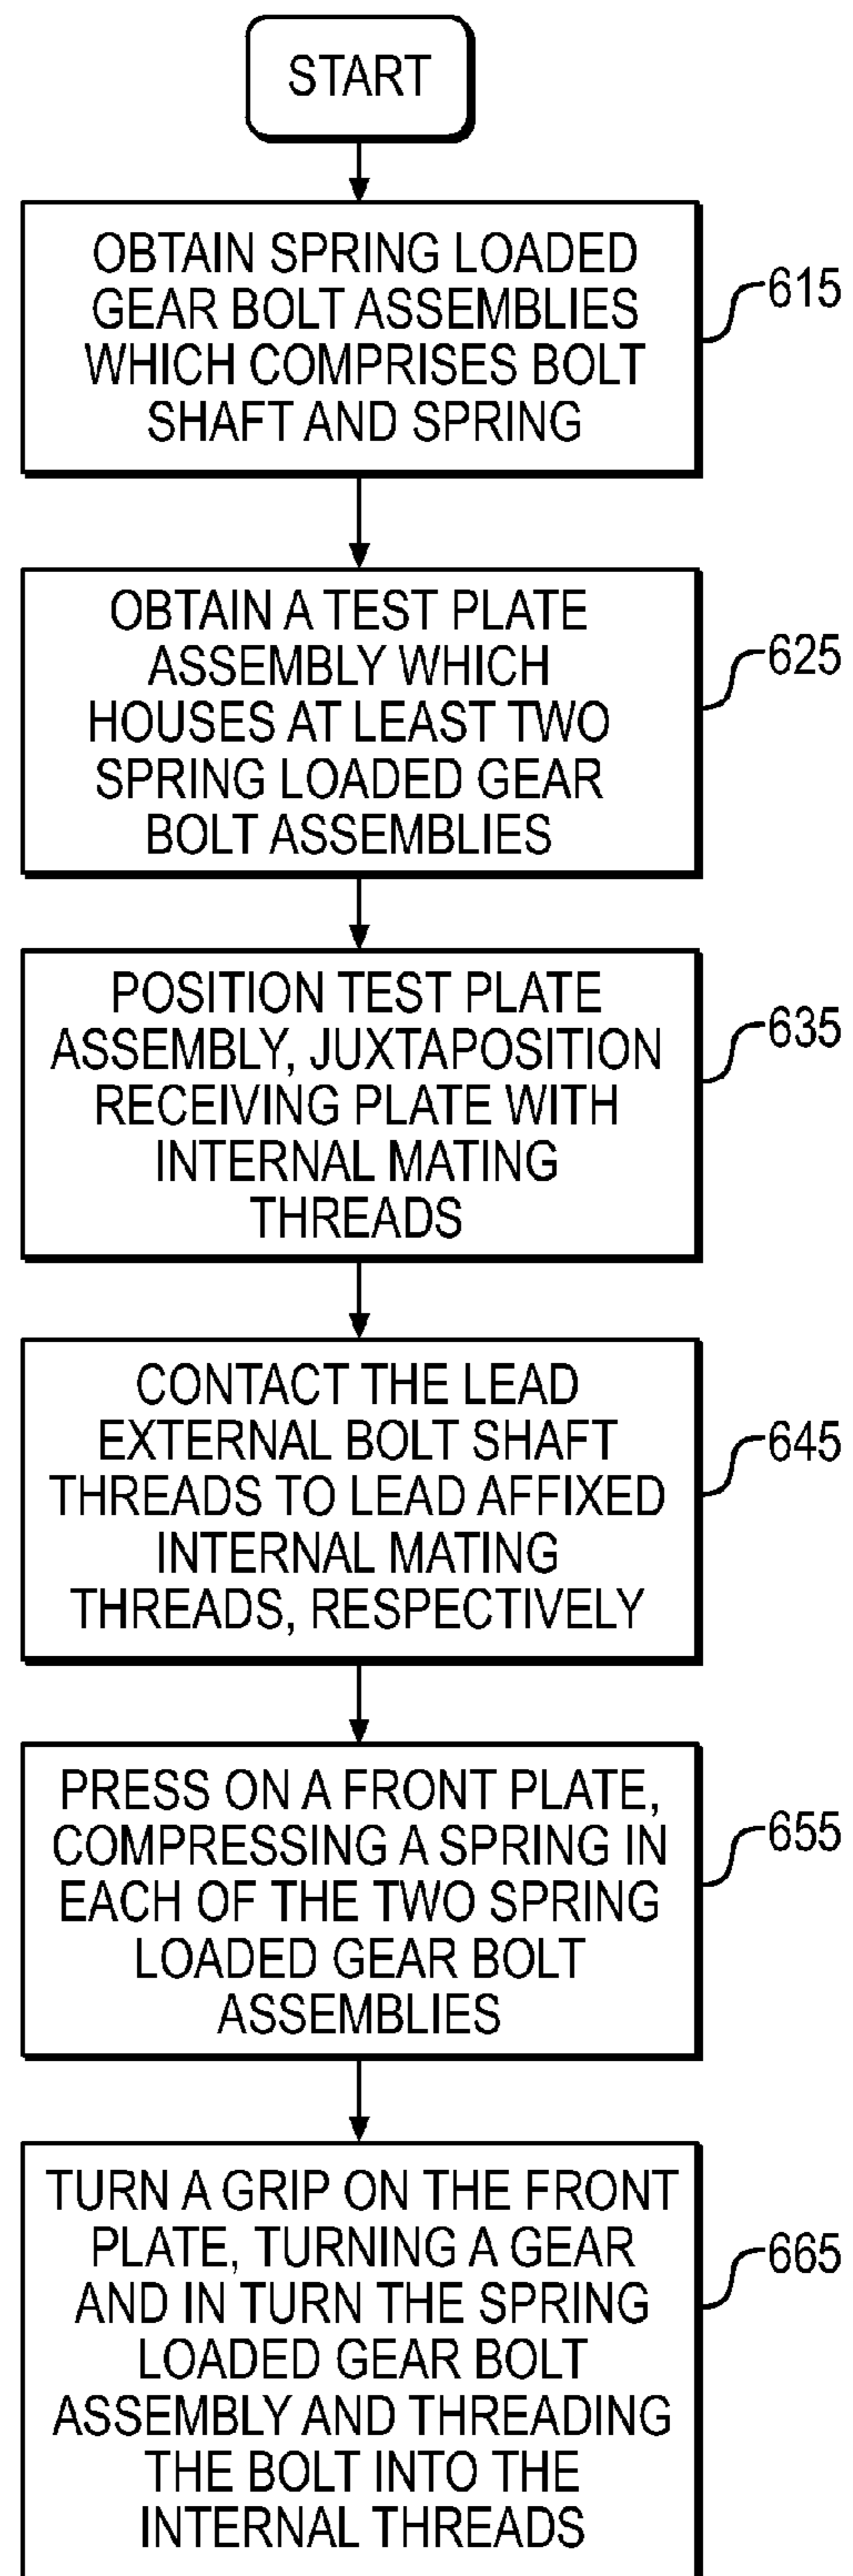 START
OBTAIN SPRING LOADED
GEAR BOLT ASSEMBLIES
WHICH COMPRISES BOLT
SHAFT AND SPRING
615
OBTAIN A TEST PLATE
ASSEMBLY WHICH
HOUSES AT LEAST TWO
SPRING LOADED GEAR
BOLT ASSEMBLIES
625
POSITION TEST PLATE
ASSEMBLY, JUXTAPOSITION
RECEIVING PLATE WITH
INTERNAL MATING
THREADS
635
CONTACT THE LEAD
EXTERNAL BOLT SHAFT
THREADS TO LEAD AFFIXED
INTERNAL MATING
THREADS, RESPECTIVELY
645
PRESS ON A FRONT PLATE,
COMPRESSING A SPRING IN
EACH OF THE TWO SPRING
LOADED GEAR BOLT
ASSEMBLIES
655
TURN A GRIP ON THE FRONT
PLATE, TURNING A GEAR
AND IN TURN THE SPRING
LOADED GEAR BOLT
ASSEMBLY AND THREADING
THE BOLT INTO THE
INTERNAL THREADS
665